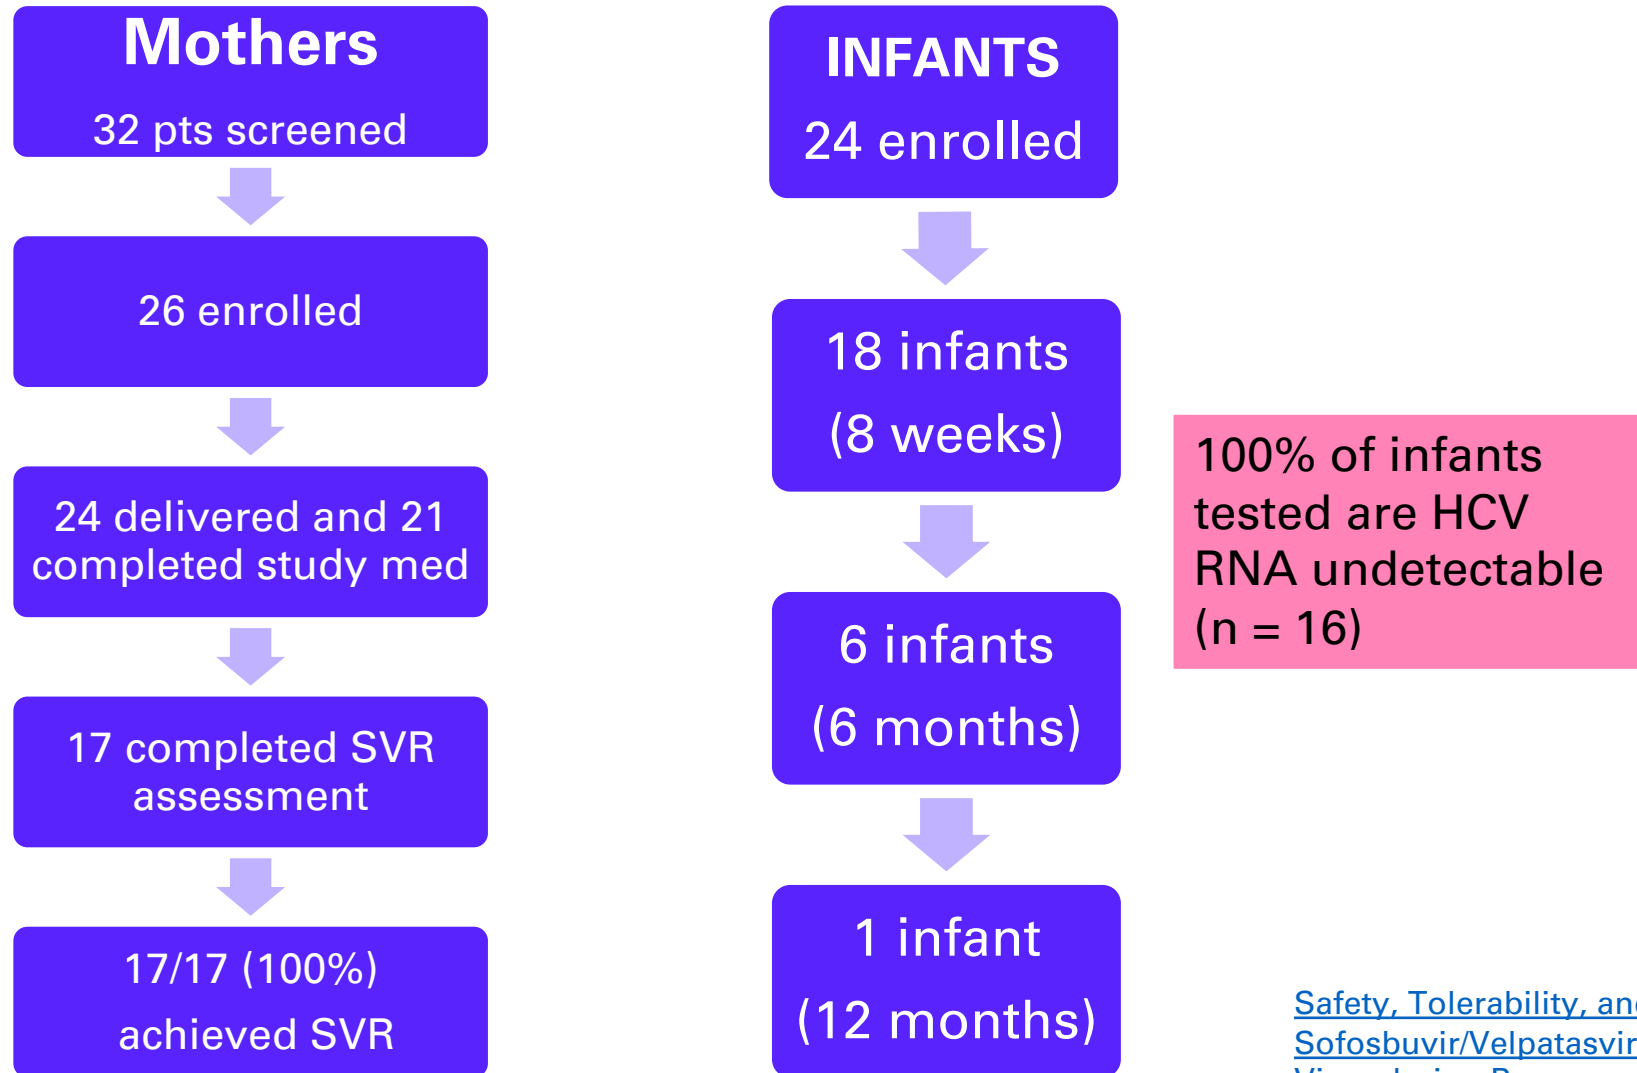 Mothers
32 pts screened
26 enrolled
24 delivered and 21
completed study med
17 completed SVR
assessment
17/17 (100%)
achieved SVR
INFANTS
24 enrolled
18 infants
(8 weeks)
6 infants
(6 months)
1 infant
(12 months)
100% of infants
tested are HCV
RNA undetectable
(n = 16)
Safety, Tolerability, and
Sofosbuvir/Velpatasvir